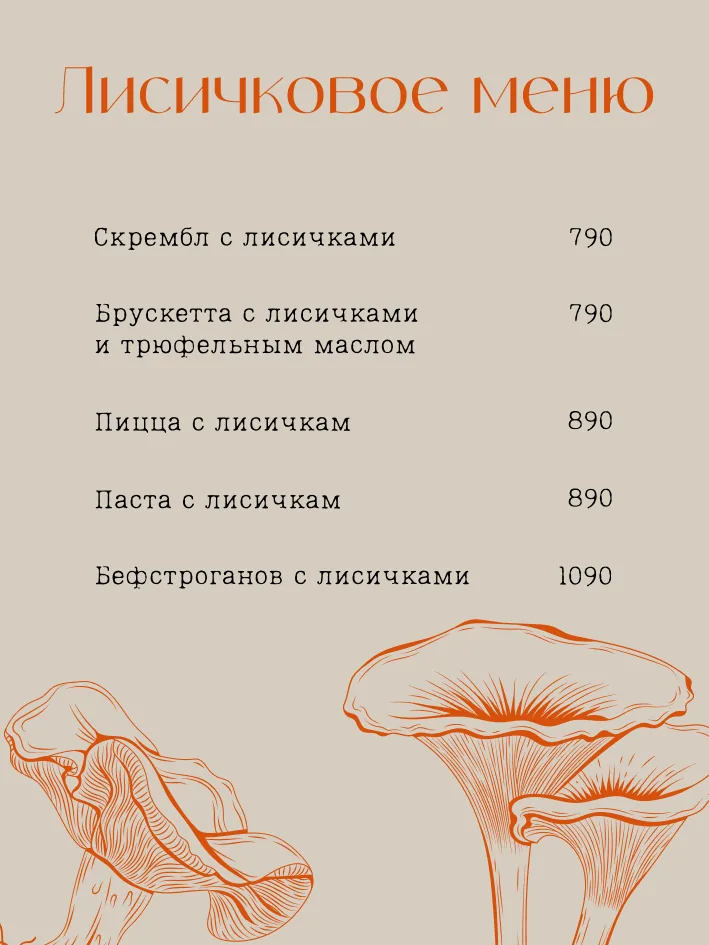 Лисичковое меню
Скрембл с лисичками 790
Брускетта с лисичками 790
и трюфельным маслом
Пицца с лисичкам 890
Паста с лисичкам 890
Бефстроганов с лисичками 1090